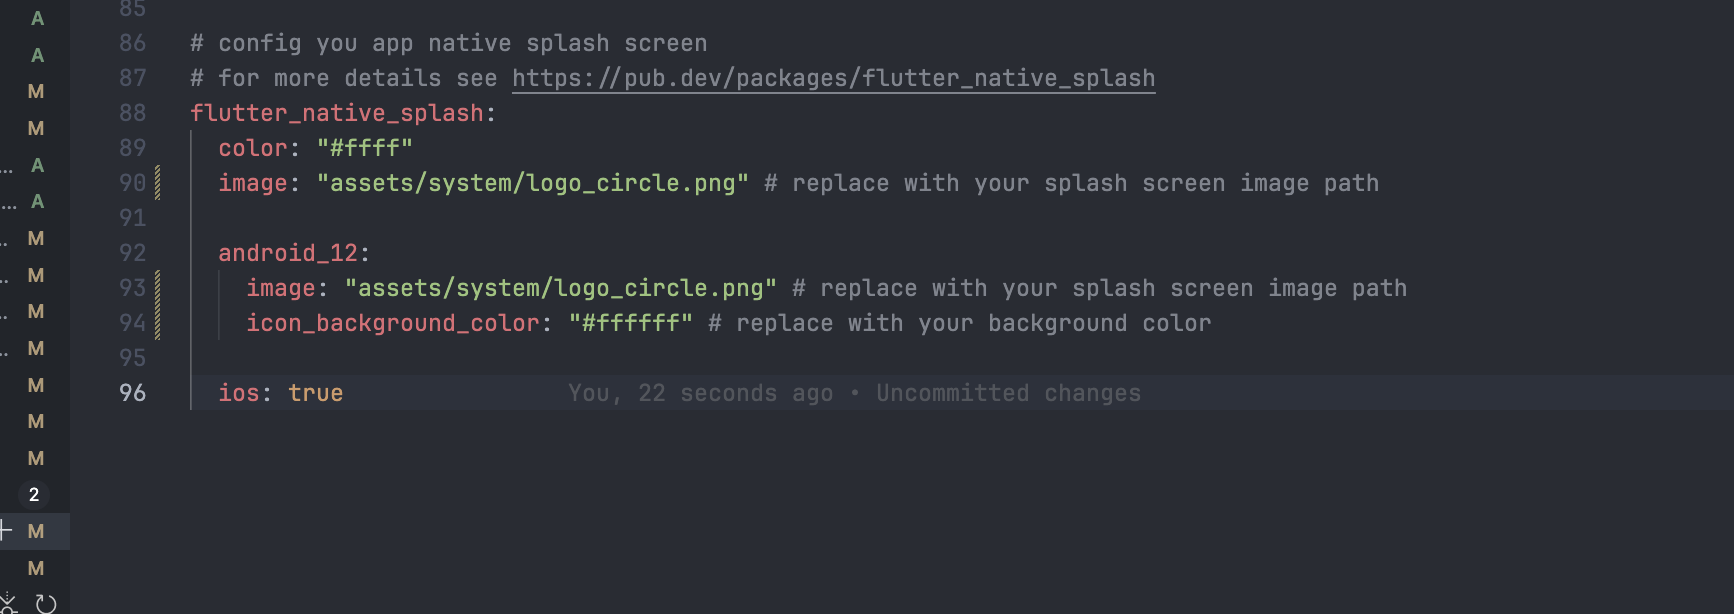 A
A
M
M
... A
... A
.. M
.. M
.. M
.. M
M
M
M
2
M
M
85
86 # config you app native splash screen
87 # for more details see https://pub.dev/packages/flutter_native_splash
88 flutter_native_splash:
89 color: "#ffff"
90 image: "assets/system/logo_circle.png" # replace with your splash screen image path
91
92 android_12:
93 image: "assets/system/logo_circle.png" # replace with your splash screen image path
94 icon_background_color: "#ffffff" # replace with your background color
95
96 ios: true You, 22 seconds ago • Uncommitted changes